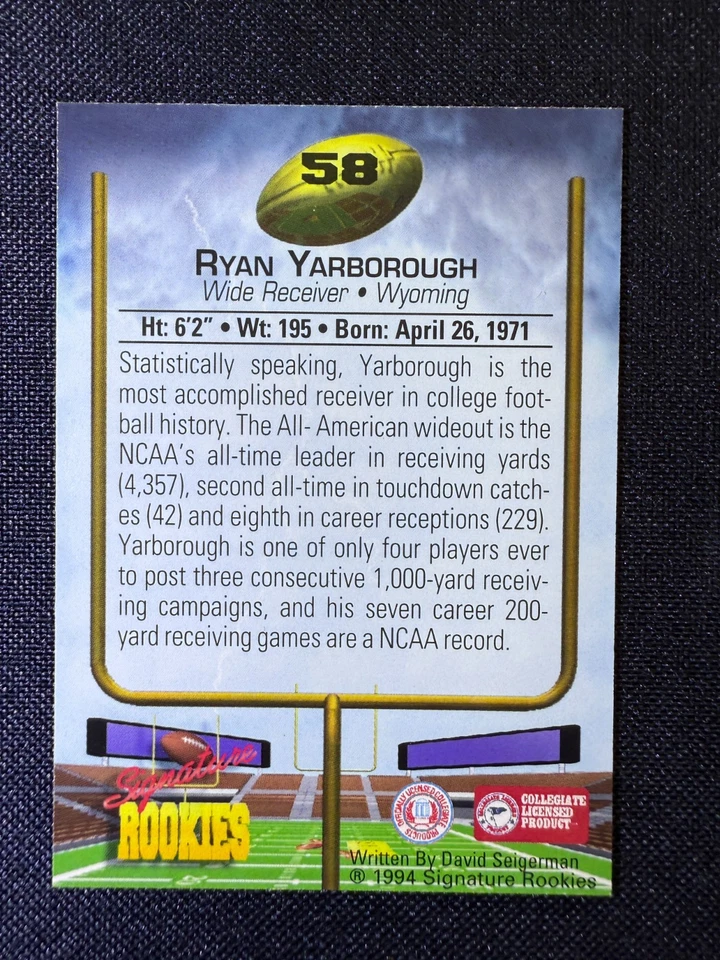 58
RYAN YARBOROUGH
Wide Receiver • Wyoming
Ht: 6'2" • Wt: 195 • Born: April 26, 1971
Statistically speaking, Yarborough is the
most accomplished receiver in college foot-
ball history. The All- American wideout is the
NCAA's all-time leader in receiving yards
(4,357), second all-time in touchdown catch-
es (42) and eighth in career receptions (229).
Yarborough is one of only four players ever
to post three consecutive 1,000-yard receiv-
ing campaigns, and his seven career 200-
yard receiving games are a NCAA record.
Signature
ROOKIES
OFFICIALLY LICENSED COLLEGIATE PRODUCTS
COLLEGIATE
LICENSED
PRODUCT
Written By David Seigerman
® 1994 Signature Rookies